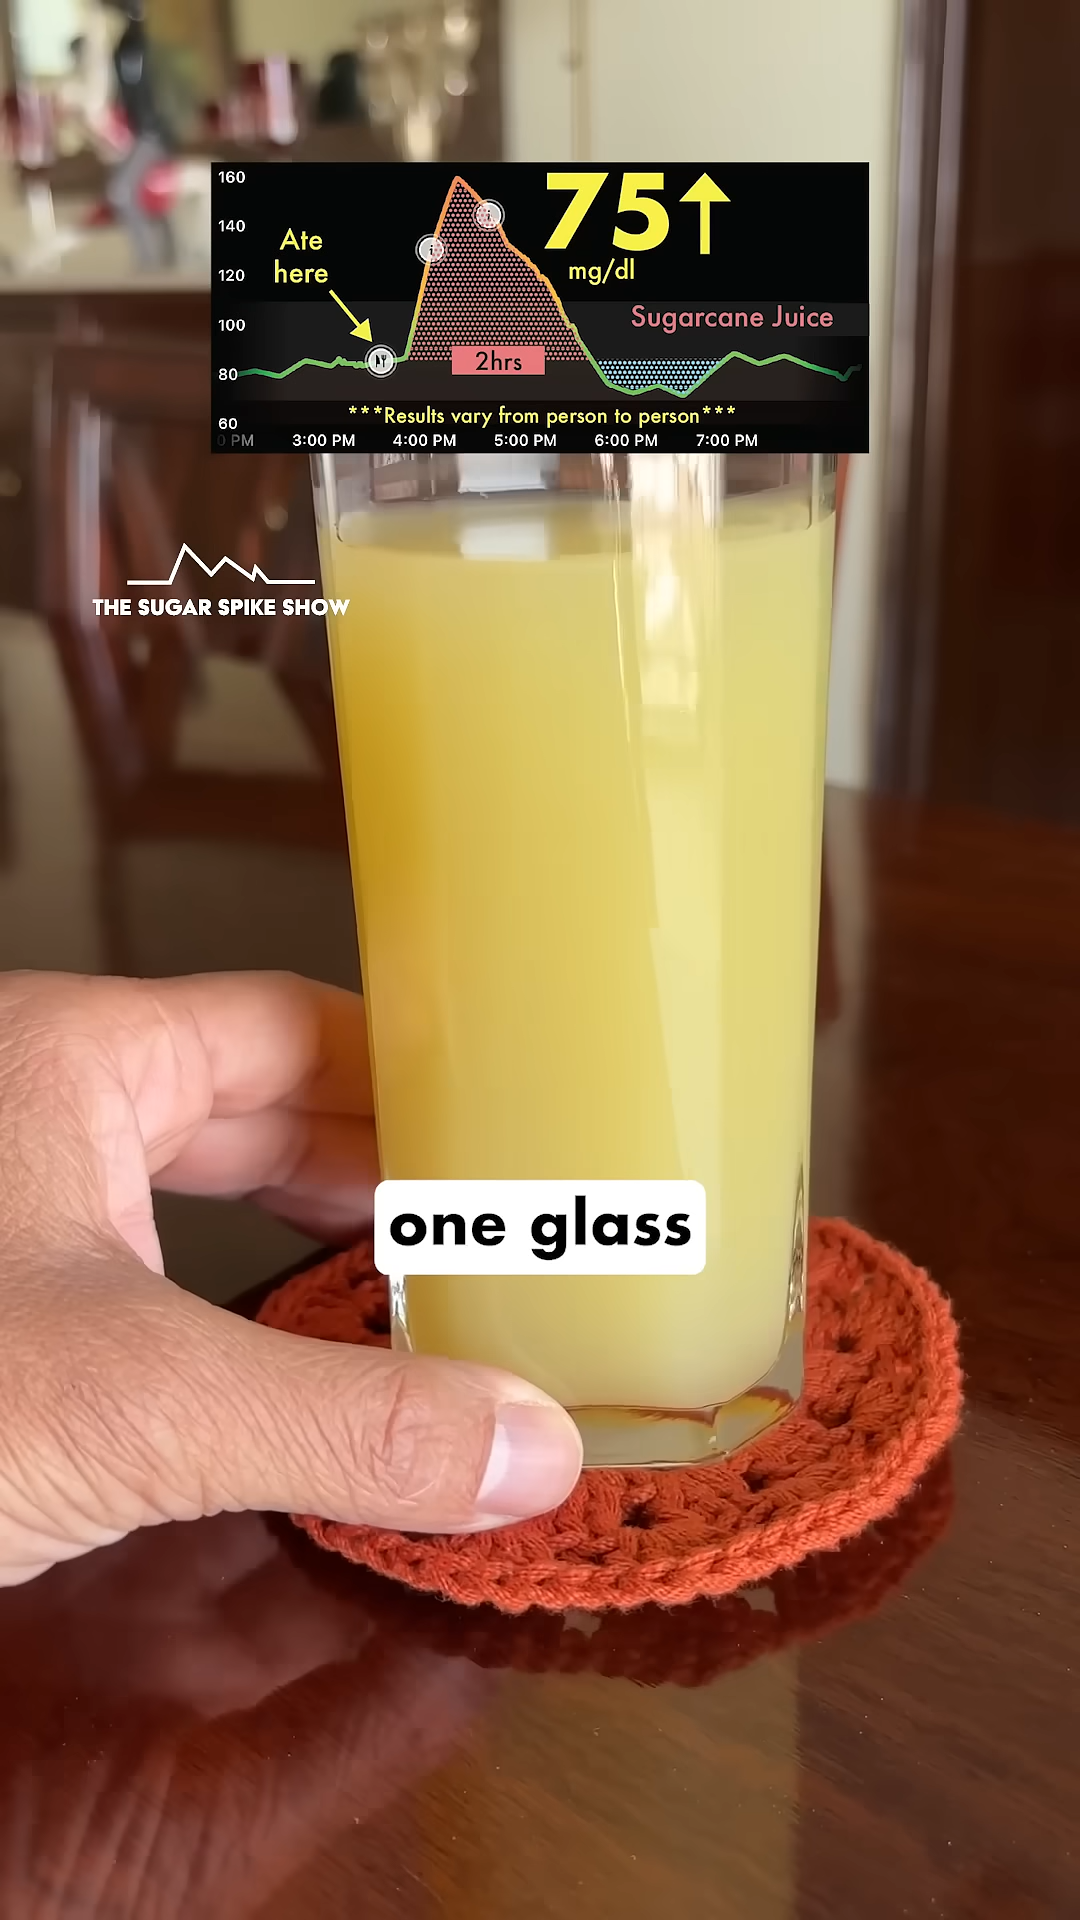 160
75↑
140
Ate
here
mg/dl
120
100
Sugarcane Juice
80
2hrs
***Results vary from person to person***
60
0 PM 3:00 PM 4:00 PM 5:00 PM 6:00 PM 7:00 PM
THE SUGAR SPIKE SHOW
one glass